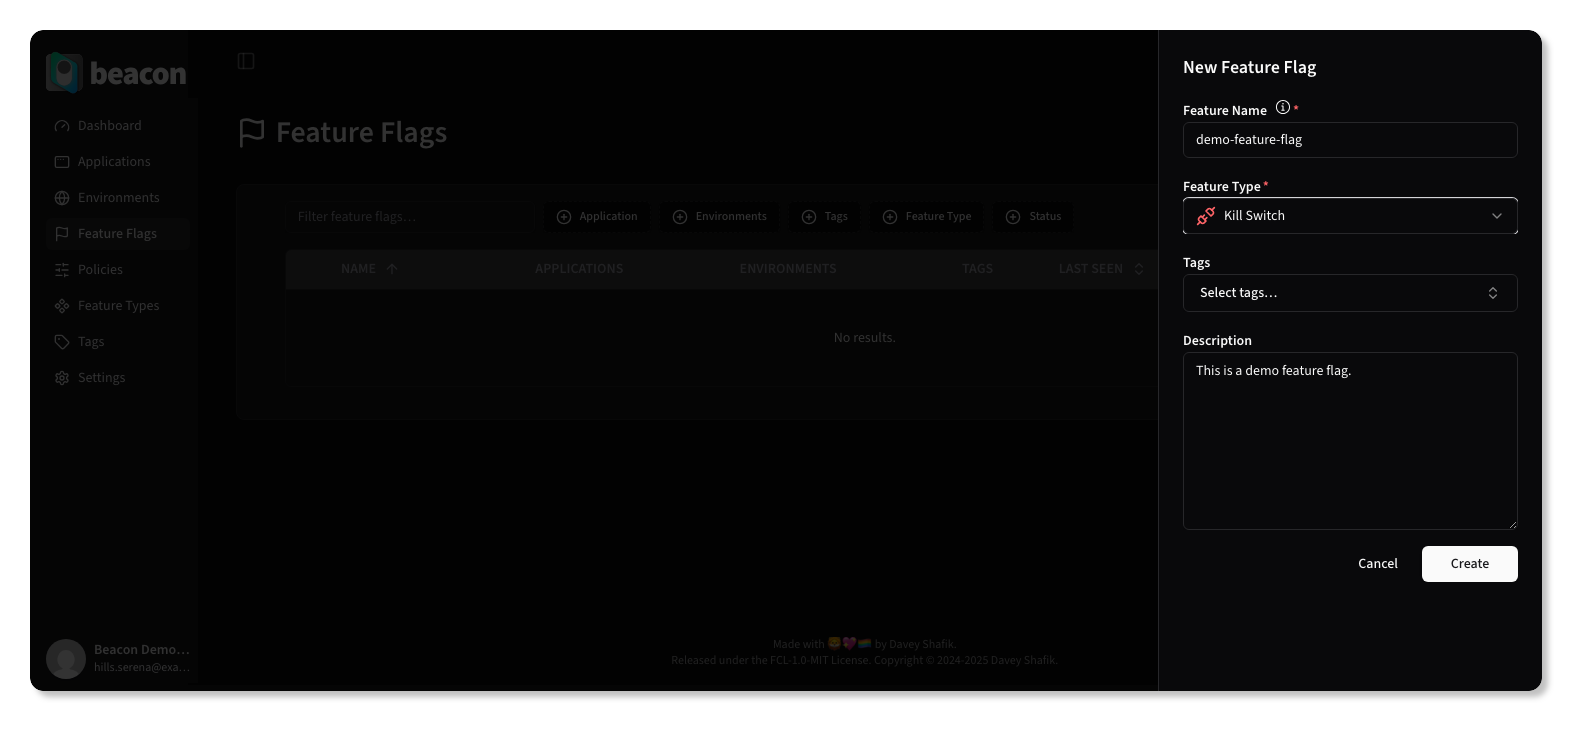 beacon
Dashboard
Applications
Environments
Feature Flags
Policies
Feature Types
Tags
Settings
Beacon Demo...
hills.serena@exa...
Feature Flags
Filter feature flags...
Application
Environments
Tags
Feature Type
Status
NAME APPLICATIONS ENVIRONMENTS TAGS LAST SEEN
No results.
Made with 🦁💖🏳️‍🌈 by Davey Shafik.
Released under the FCL-1.0-MIT License. Copyright © 2024-2025 Davey Shafik.
New Feature Flag
Feature Name *
demo-feature-flag
Feature Type *
Kill Switch
Tags
Select tags...
Description
This is a demo feature flag.
Cancel
Create